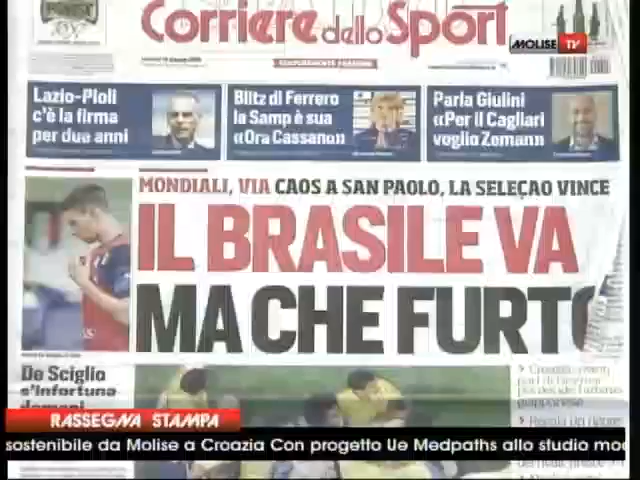 Corriere dello Sport
MOLISE TV
Lazio-Pioli
c'è la firma
per due anni
Blitz di Ferrero
la Samp è sua
«Ora Cassano»
Parla Giulini
«Per il Cagliari
voglio Zeman»
MONDIALI, VIA CAOS A SAN PAOLO, LA SELEÇAO VINCE
IL BRASILE VA
MA CHE FURTO
De Sciglio
s'infortuna
RASSEGNA STAMPA
sostenibile da Molise a Croazia Con progetto Ue Medpaths allo studio mo